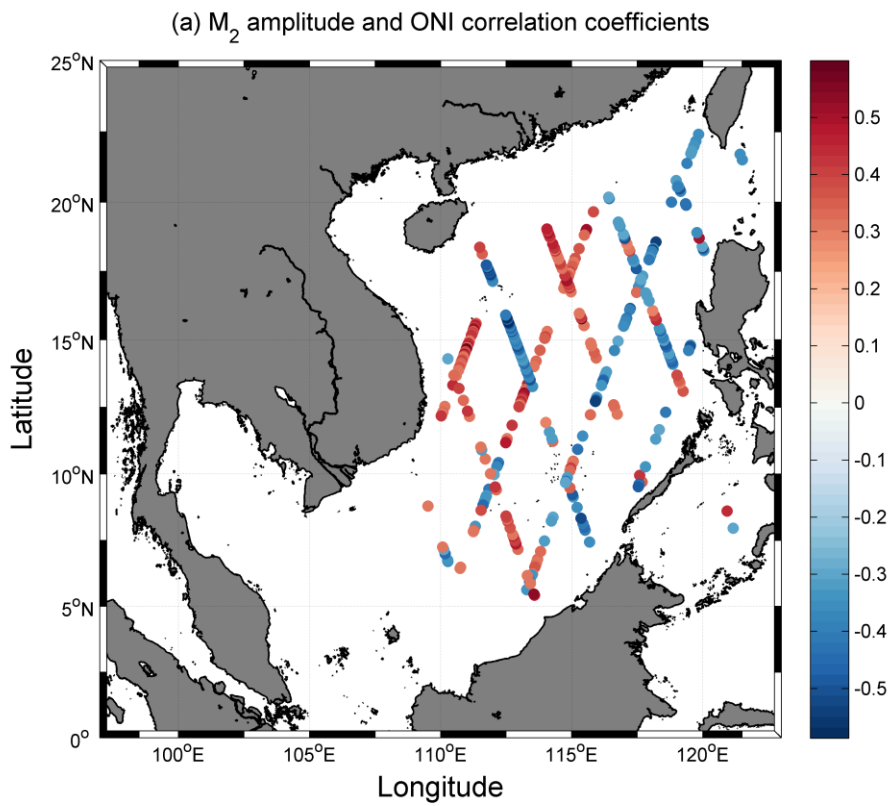 (a) M₂ amplitude and ONI correlation coefficients
25°N
20°N
15°N
10°N
5°N
0°
100°E
105°E
110°E
115°E
120°E
Latitude
Longitude
0.5
0.4
0.3
0.2
0.1
0
-0.1
-0.2
-0.3
-0.4
-0.5